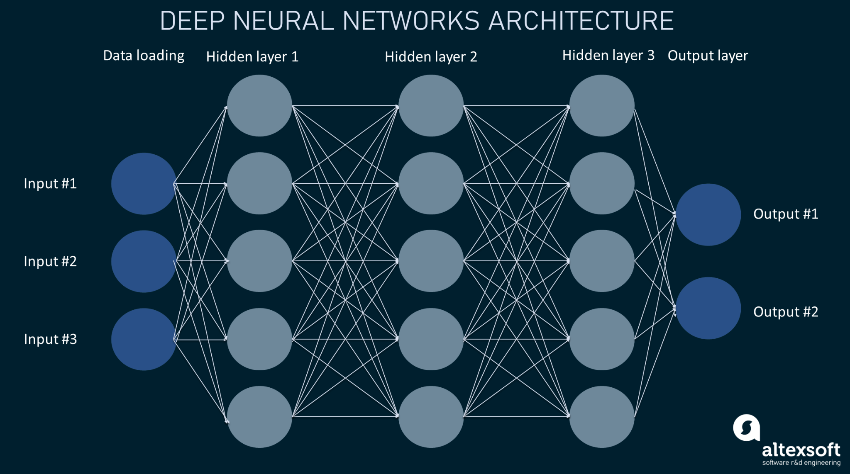 DEEP NEURAL NETWORKS ARCHITECTURE
Data loading
Hidden layer 1
Hidden layer 2
Hidden layer 3
Output layer
Input #1
Input #2
Input #3
Output #1
Output #2
altexsoft
software r&d engineering